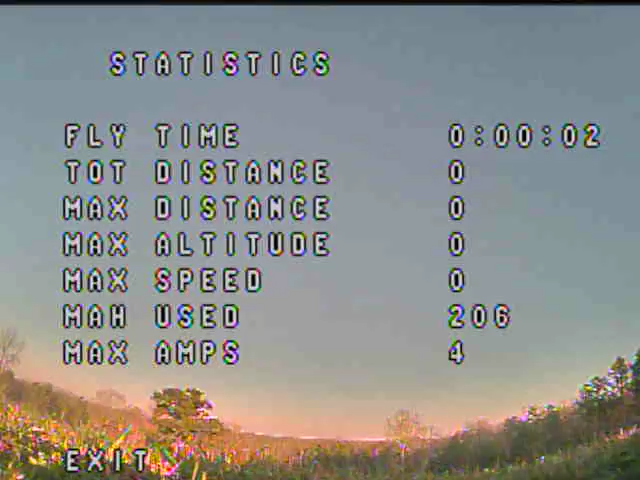 STATISTICS
FLY TIME 0:00:02
TOT DISTANCE 0
MAX DISTANCE 0
MAX ALTITUDE 0
MAX SPEED 0
MAH USED 206
MAX AMPS 4
EXIT